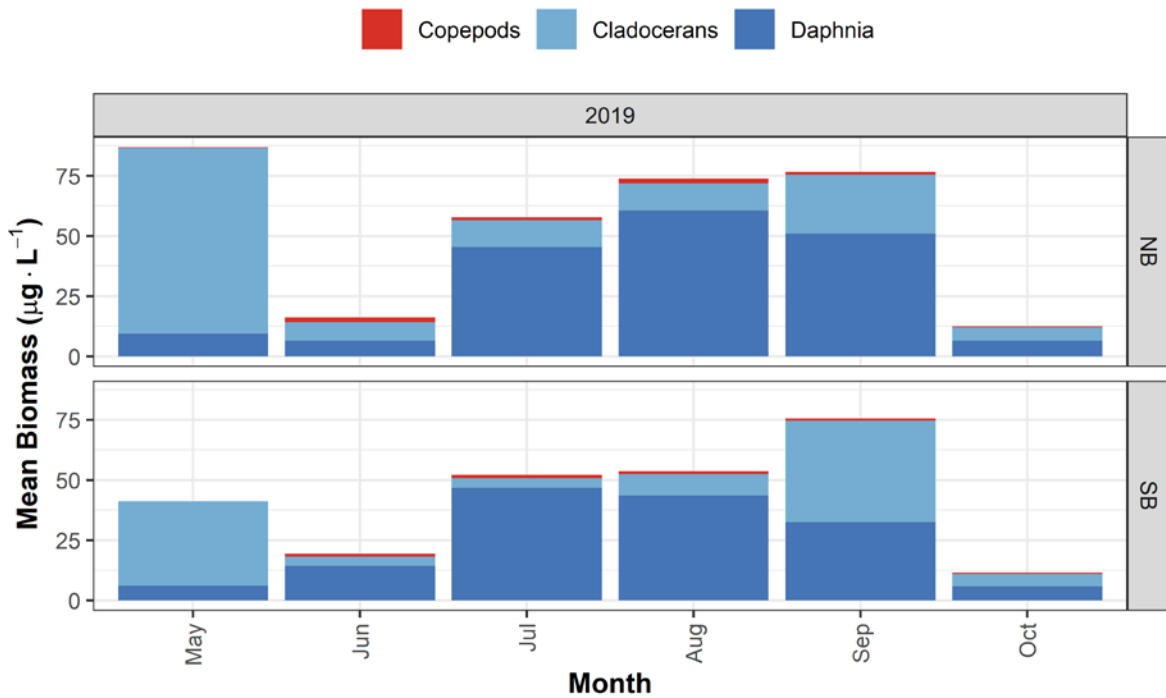 Copepods Cladocerans Daphnia
2019
Mean Biomass (µg · L⁻¹)
75
50
25
0
NB
75
50
25
0
SB
May Jun Jul Aug Sep Oct
Month